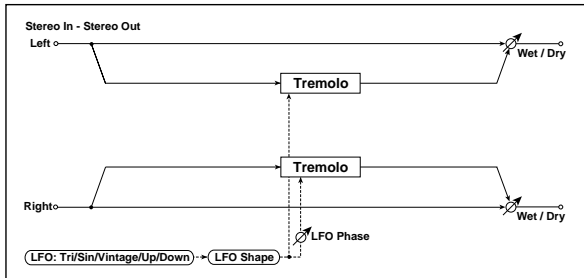 Stereo In - Stereo Out
Left
Wet / Dry
Tremolo
Tremolo
Right
Wet / Dry
LFO Phase
LFO: Tri/Sin/Vintage/Up/Down
LFO Shape